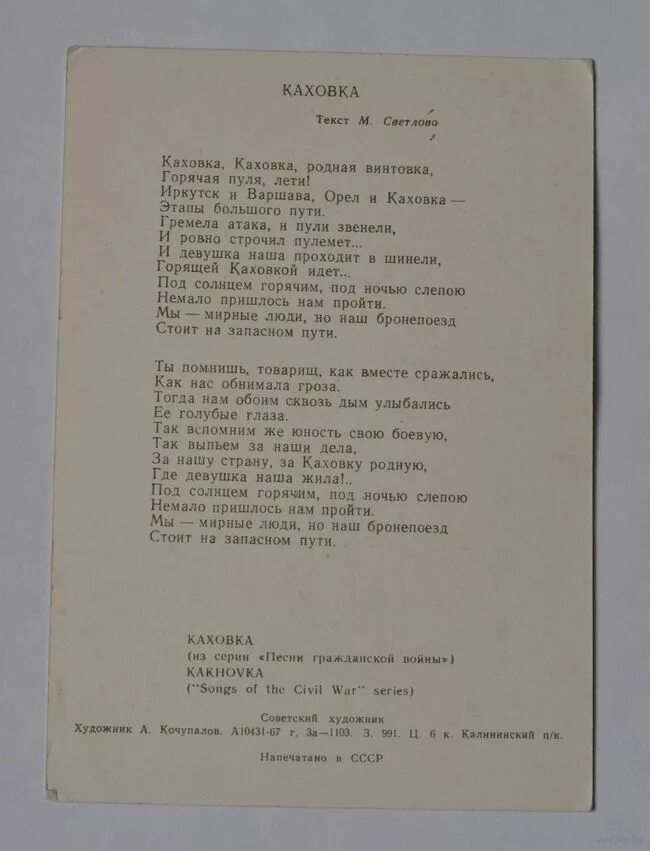 КАХОВКА
Текст М. Светлова
Каховка, Каховка, родная винтовка,
Горячая пуля, лети!
Иркутск и Варшава, Орел и Каховка —
Этапы большого пути.
Гремела атака, и пули звенели,
И ровно строчил пулемет...
И девушка наша проходит в шинели,
Горящей Каховкой идет...
Под солнцем горячим, под ночью слепою
Немало пришлось нам пройти.
Мы — мирные люди, но наш бронепоезд
Стоит на запасном пути.
Ты помнишь, товарищ, как вместе сражались,
Как нас обнимала гроза.
Тогда нам обоим сквозь дым улыбались
Ее голубые глаза.
Так вспомним же юность свою боевую,
Так выпьем за наши дела,
За нашу страну, за Каховку родную,
Где девушка наша жила!..
Под солнцем горячим, под ночью слепою
Немало пришлось нам пройти.
Мы — мирные люди, но наш бронепоезд
Стоит на запасном пути.
КАХОВКА
(из серии «Песни гражданской войны»)
KAKHOVKA
("Songs of the Civil War" series)
Советский художник
Художник А. Кочупалов. А10431-67 г. За—1103. З. 991. Ц. 6 к. Калининский п/к.
Напечатано в СССР